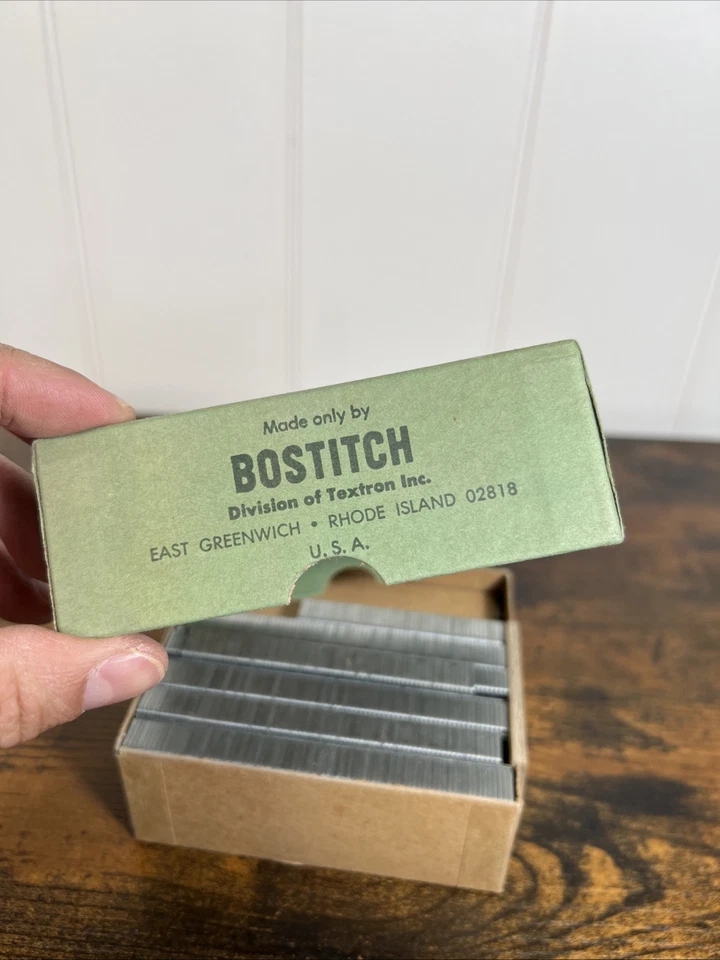 Made only by
BOSTITCH
Division of Textron Inc.
EAST GREENWICH • RHODE ISLAND 02818
U.S.A.